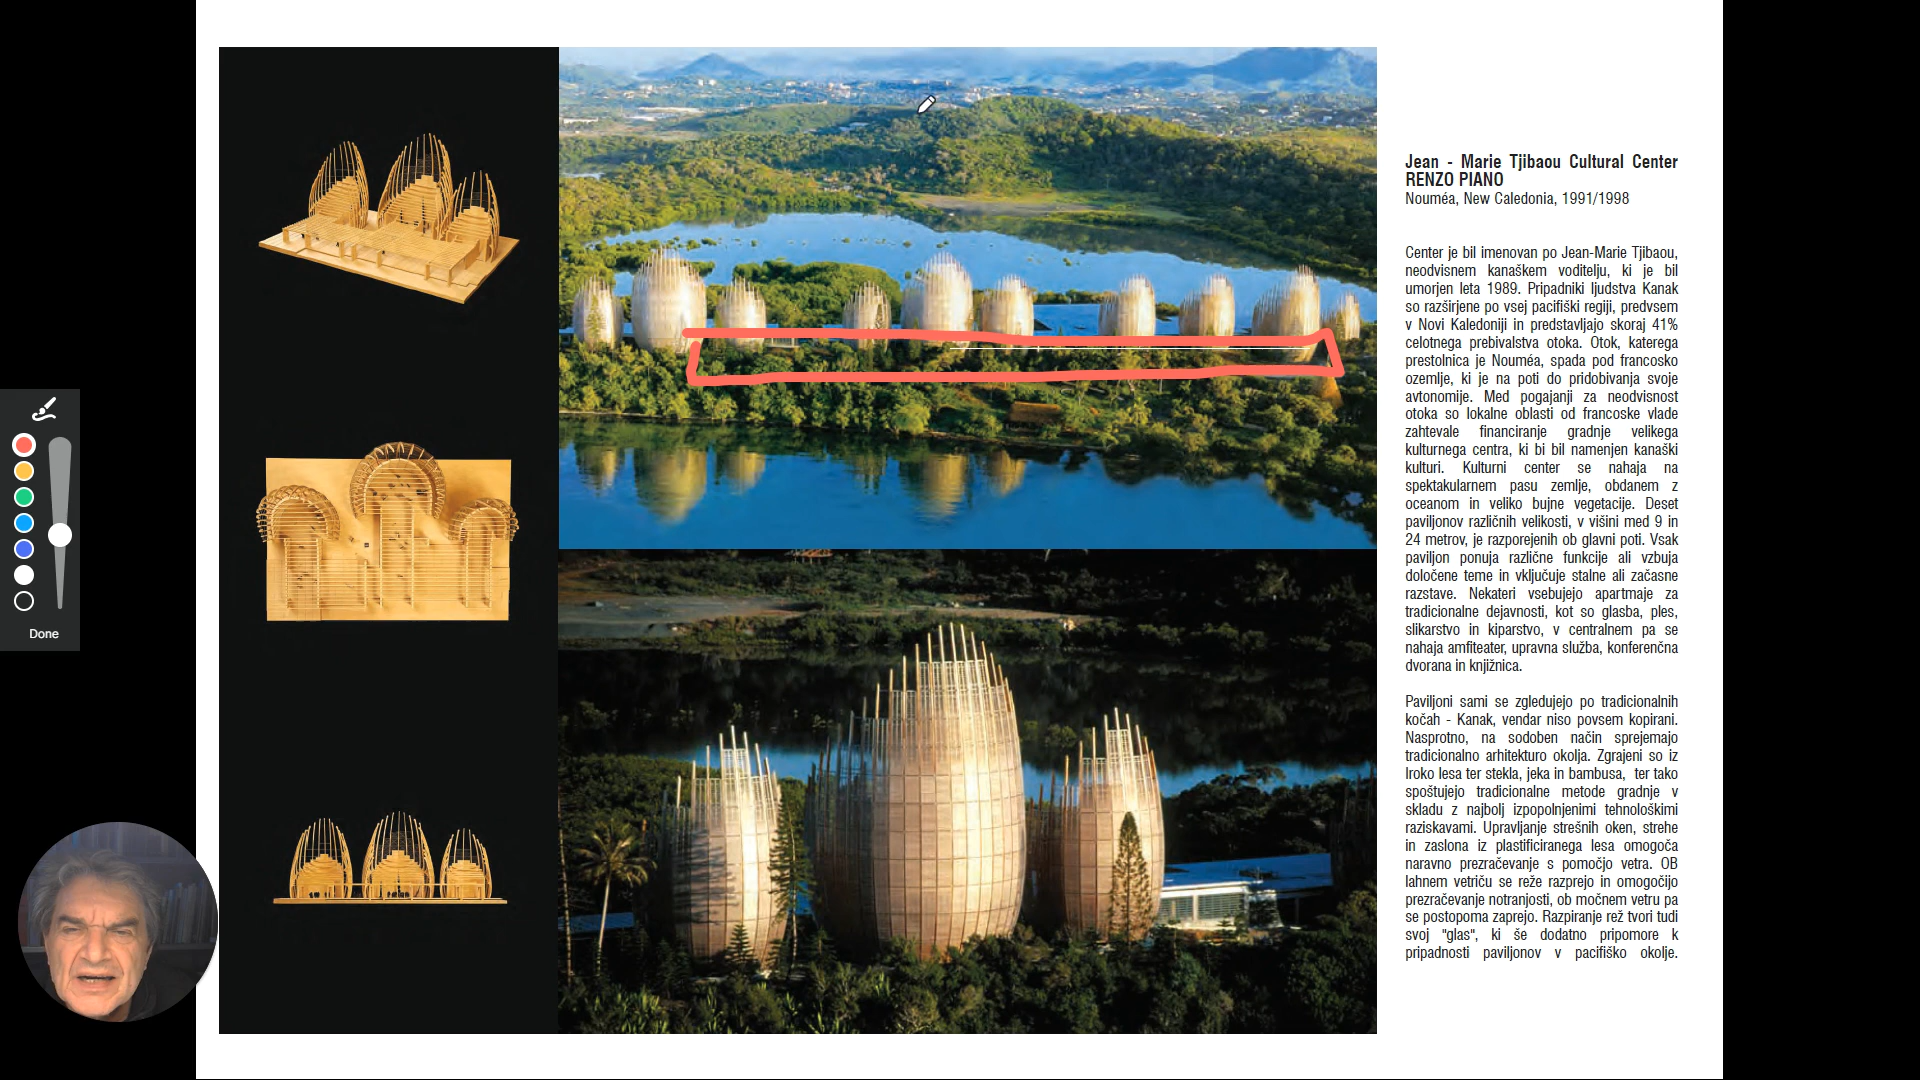 Jean - Marie Tjibaou Cultural Center
RENZO PIANO
Nouméa, New Caledonia, 1991/1998
Center je bil imenovan po Jean-Marie Tjibaou,
neodvisnem kanaškem voditelju, ki je bil
umorjen leta 1989. Pripadniki ljudstva Kanak
so razširjene po vsej pacifiški regiji, predvsem
v Novi Kaledoniji in predstavljajo skoraj 41%
celotnega prebivalstva otoka. Otok, katerega
prestolnica je Nouméa, spada pod francosko
ozemlje, ki je na poti do pridobivanja svoje
avtonomije. Med pogajanji za neodvisnost
otoka so lokalne oblasti od francoske vlade
zahtevale financiranje gradnje velikega
kulturnega centra, ki bi bil namenjen kanaški
kulturi. Kulturni center se nahaja na
spektakularnem pasu zemlje, obdanem z
oceanom in veliko bujne vegetacije. Deset
paviljonov različnih velikosti, v višini med 9 in
24 metrov, je razporejenih ob glavni poti. Vsak
paviljon ponuja različne funkcije ali vzbuja
določene teme in vključuje stalne ali začasne
razstave. Nekateri vsebujejo apartmaje za
tradicionalne dejavnosti, kot so glasba, ples,
slikarstvo in kiparstvo, v centralnem pa se
nahaja amfiteater, upravna služba, konferenčna
dvorana in knjižnica.
Paviljoni sami se zgledujejo po tradicionalnih
kočah - Kanak, vendar niso povsem kopirani.
Nasprotno, na sodoben način sprejemajo
tradicionalno arhitekturo okolja. Zgrajeni so iz
Iroko lesa ter stekla, jeka in bambusa, ter tako
spoštujejo tradicionalne metode gradnje v
skladu z najbolj izpopolnjenimi tehnološkimi
raziskavami. Upravljanje strešnih oken, strehe
in zaslona iz plastificiranega lesa omogoča
naravno prezračevanje s pomočjo vetra. OB
lahnem vetriču se reže razprejo in omogočijo
prezračevanje notranjosti, ob močnem vetru pa
se postopoma zaprejo. Razpiranje rež tvori tudi
svoj "glas", ki še dodatno pripomore k
pripadnosti paviljonov v pacifiško okolje.
Done